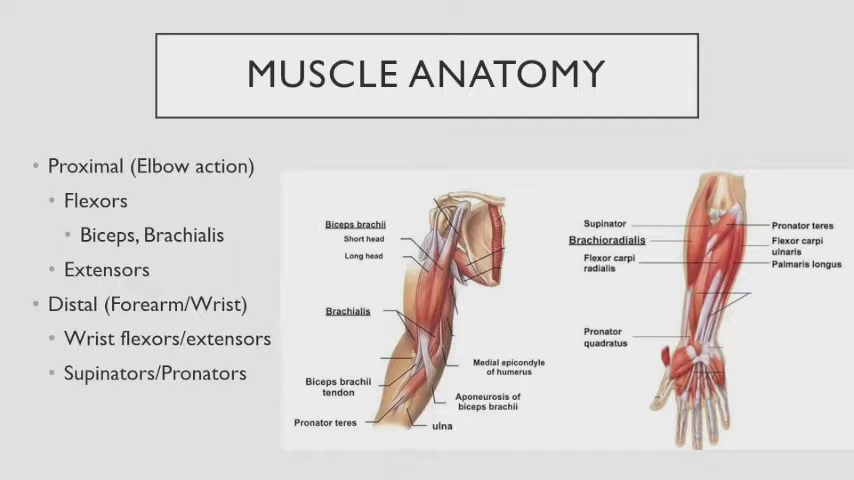 MUSCLE ANATOMY
• Proximal (Elbow action)
• Flexors
• Biceps, Brachialis
• Extensors
• Distal (Forearm/Wrist)
• Wrist flexors/extensors
• Supinators/Pronators
Biceps brachii
Short head
Long head
Brachialis
Biceps brachii
tendon
Pronator teres
Medial epicondyle
of humerus
Aponeurosis of
biceps brachii
ulna
Supinator
Brachioradialis
Flexor carpi
radialis
Pronator
quadratus
Pronator teres
Flexor carpi
ulnaris
Palmaris longus